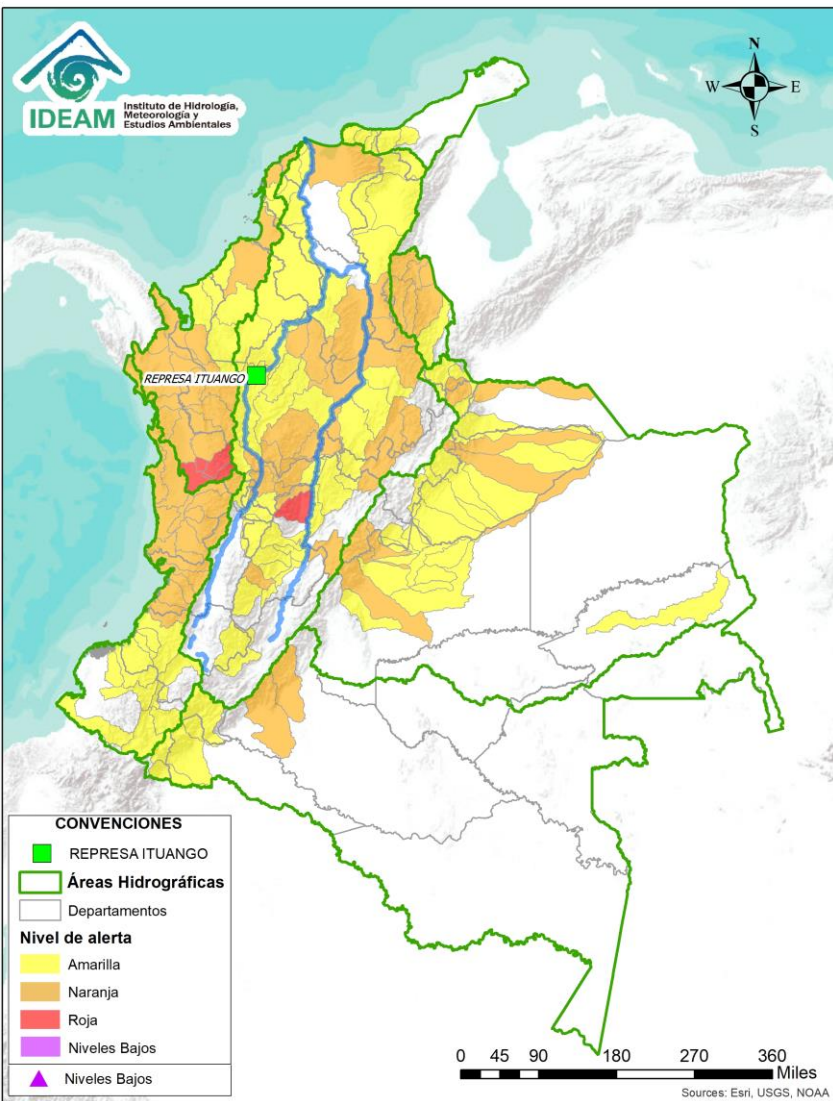 IDEAM
Instituto de Hidrología,
Meteorología y
Estudios Ambientales
N
W
E
S
REPRESA ITUANGO
CONVENCIONES
REPRESA ITUANGO
Áreas Hidrográficas
Departamentos
Nivel de alerta
Amarilla
Naranja
Roja
Niveles Bajos
Niveles Bajos
0 45 90 180 270 360
Miles
Sources: Esri, USGS, NOAA